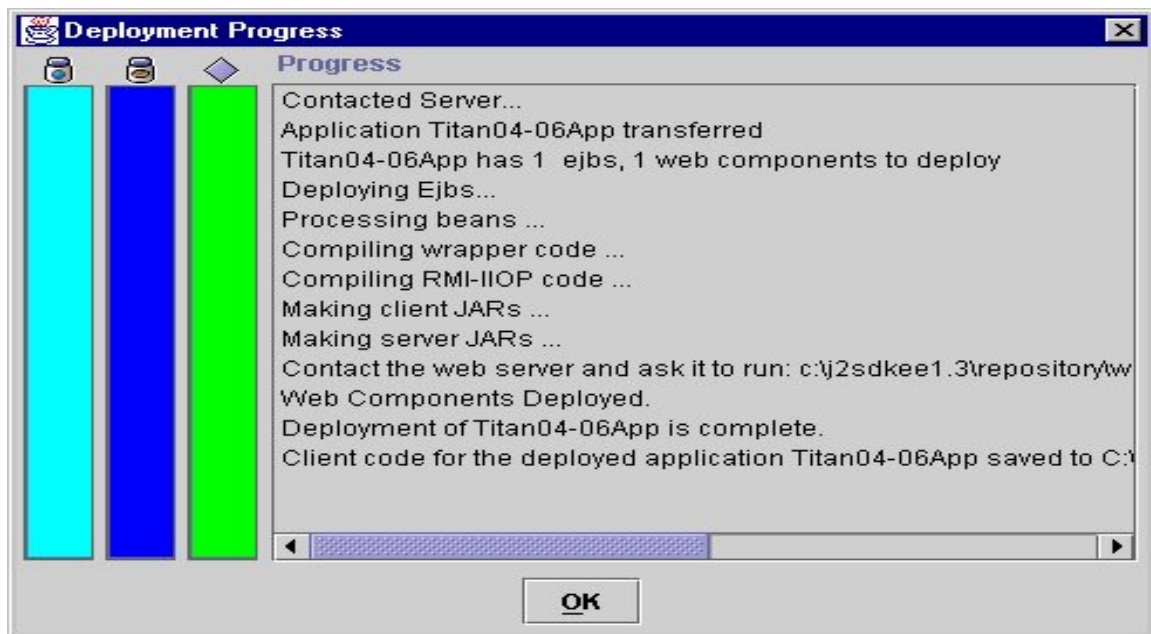 Deployment Progress
Progress
Contacted Server...
Application Titan04-06App transferred
Titan04-06App has 1  ejbs, 1 web components to deploy
Deploying Ejbs...
Processing beans ...
Compiling wrapper code ...
Compiling RMI-IIOP code ...
Making client JARs ...
Making server JARs ...
Contact the web server and ask it to run: c:\j2sdkee1.3\repository\w
Web Components Deployed.
Deployment of Titan04-06App is complete.
Client code for the deployed application Titan04-06App saved to C:\
OK